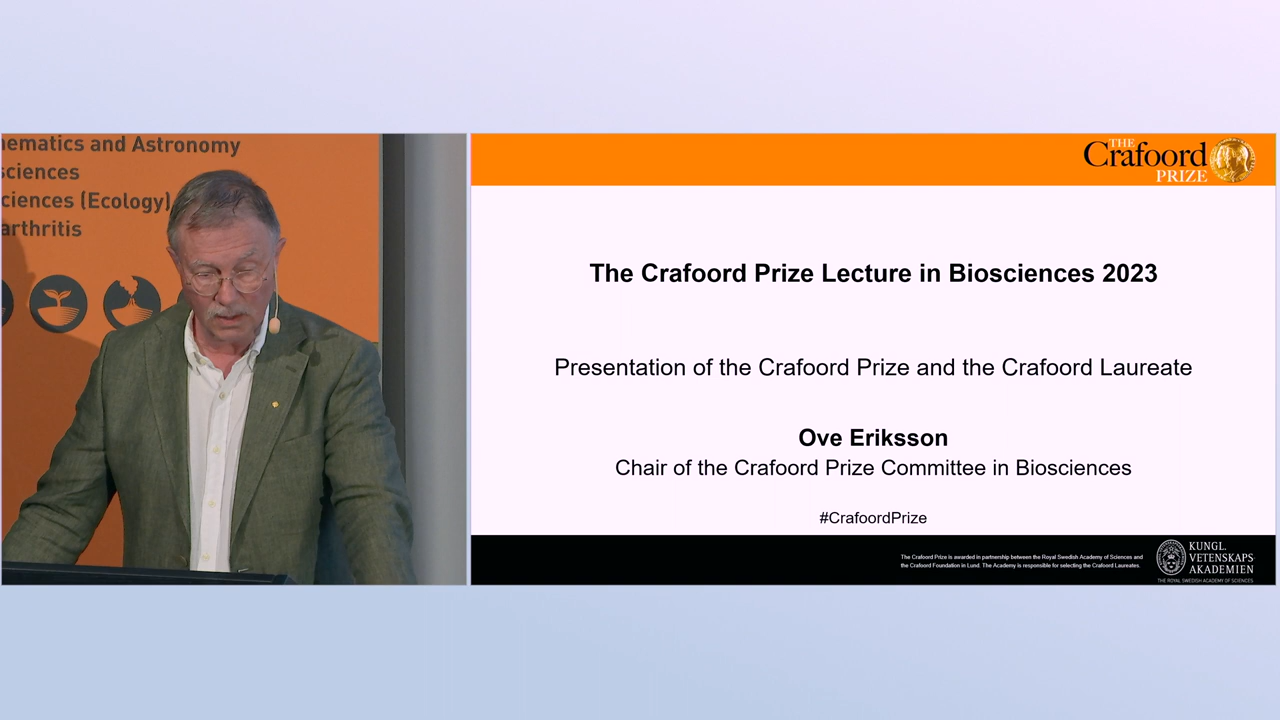 hematics and Astronomy
sciences
ciences (Ecology)
arthritis
THE
Crafoord
PRIZE
The Crafoord Prize Lecture in Biosciences 2023
Presentation of the Crafoord Prize and the Crafoord Laureate
Ove Eriksson
Chair of the Crafoord Prize Committee in Biosciences
#CrafoordPrize
The Crafoord Prize is awarded in partnership between the Royal Swedish Academy of Sciences and
the Crafoord Foundation in Lund. The Academy is responsible for selecting the Crafoord Laureates.
KUNGL.
VETENSKAPS
AKADEMIEN
THE ROYAL SWEDISH ACADEMY OF SCIENCES